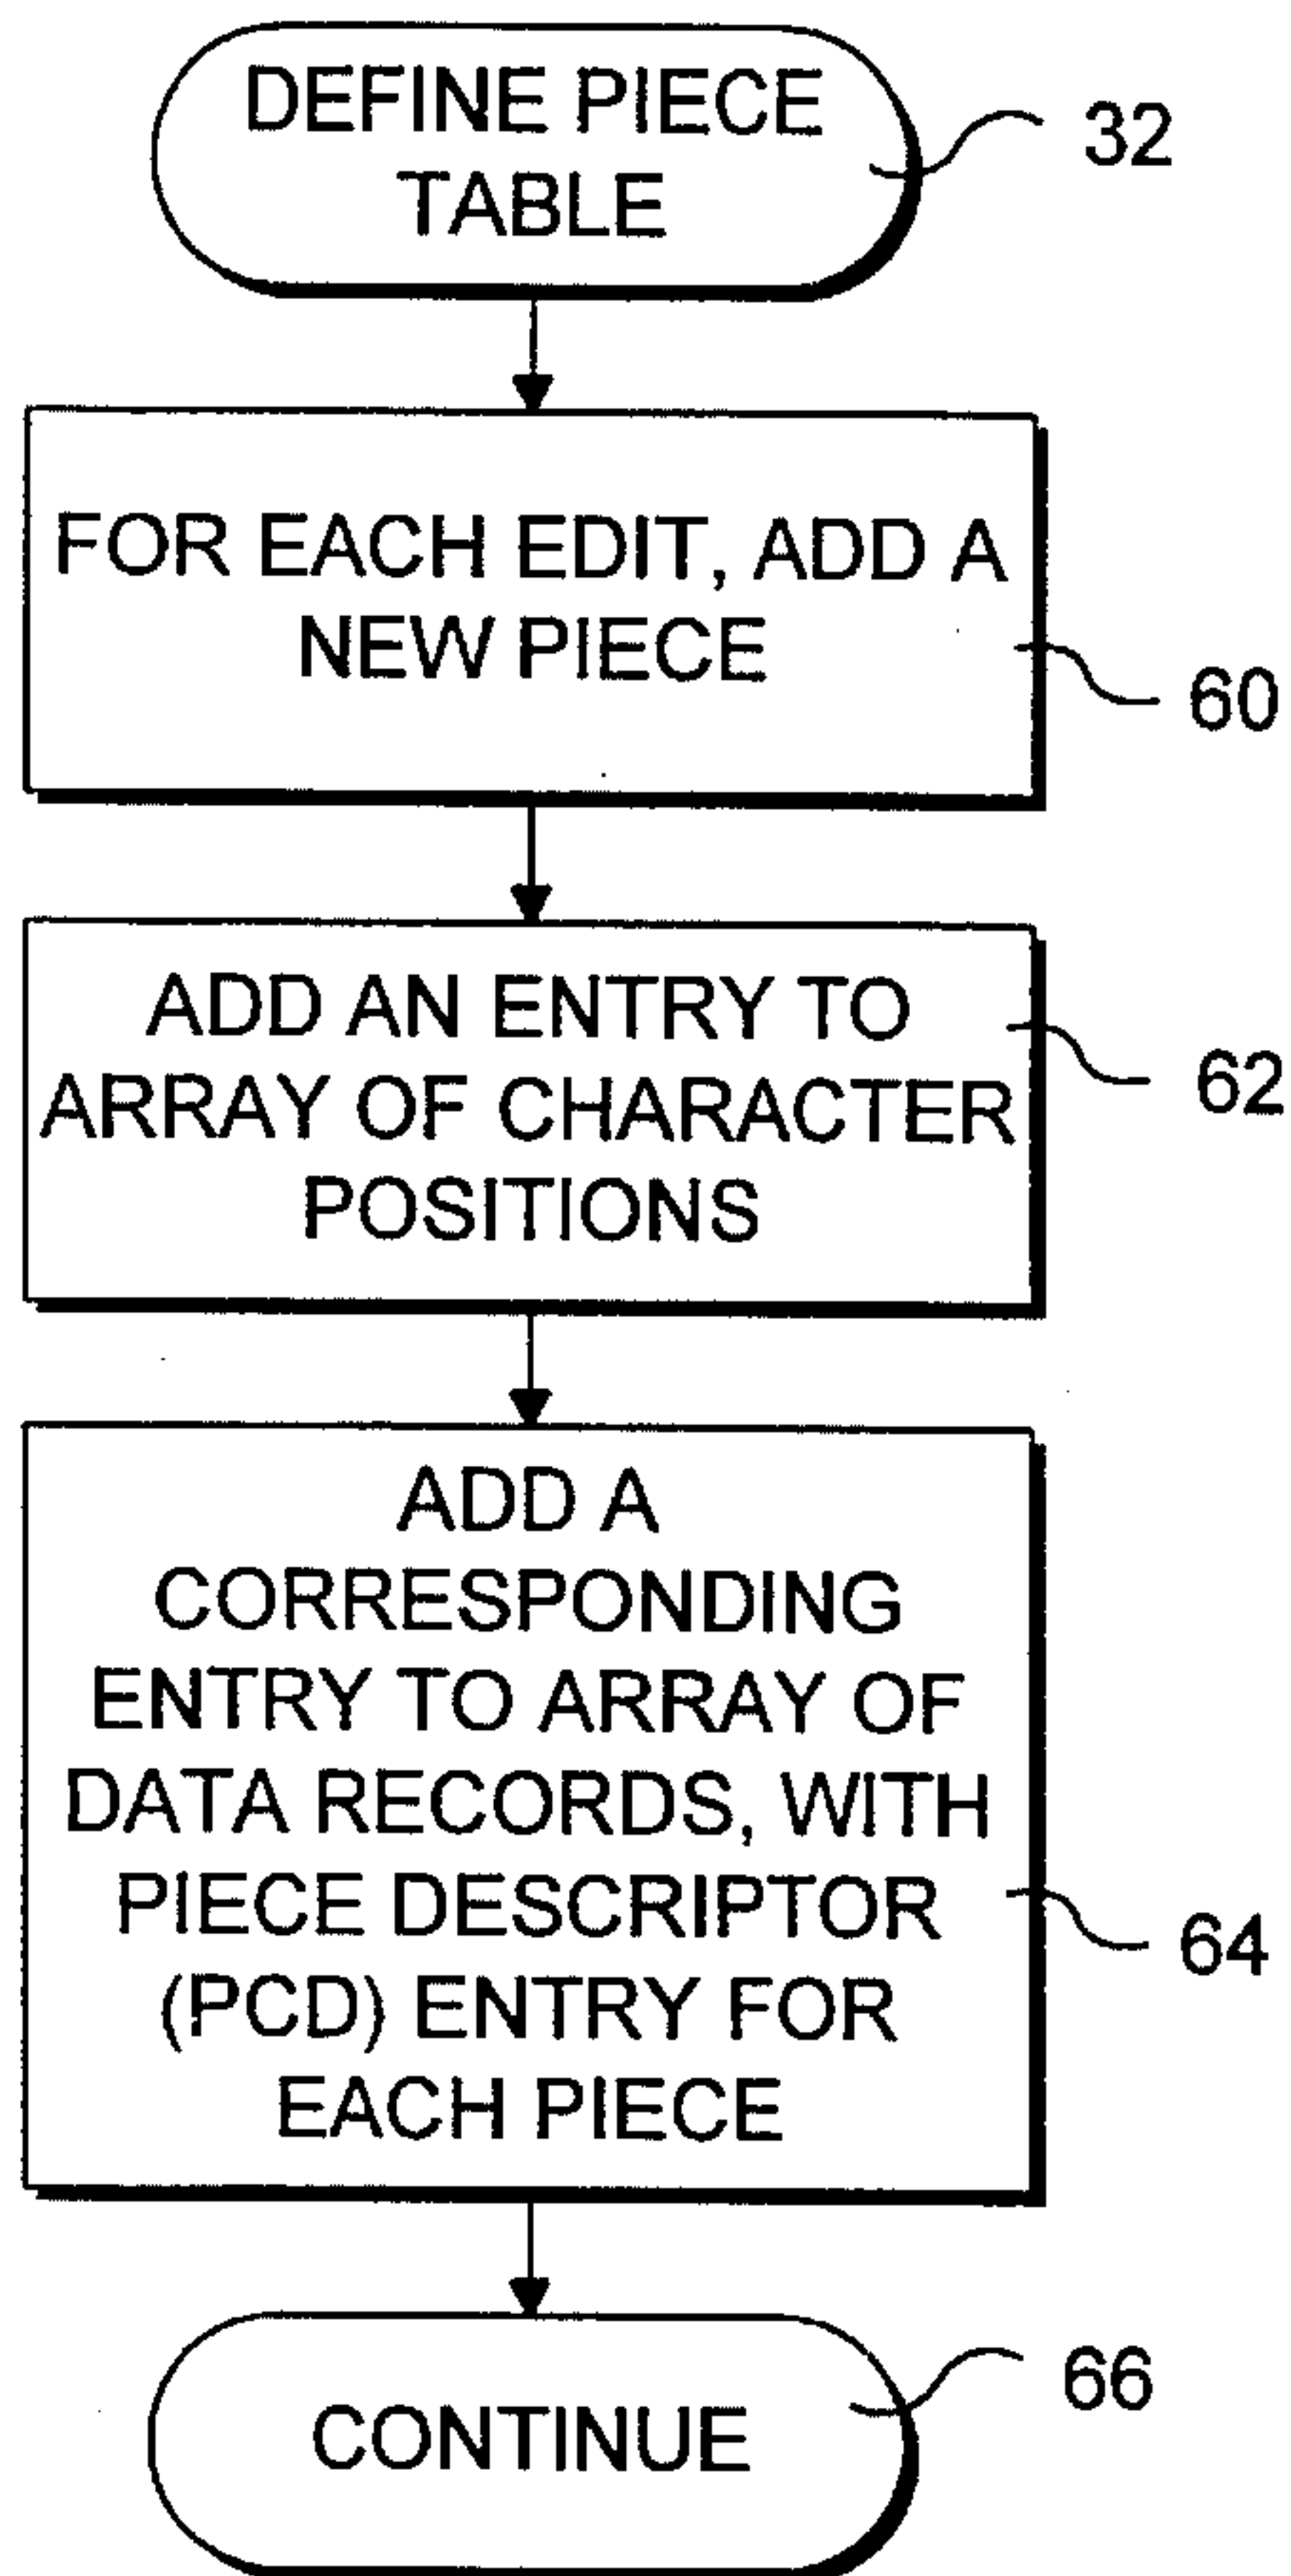 DEFINE PIECE
TABLE
32
FOR EACH EDIT, ADD A
NEW PIECE
60
ADD AN ENTRY TO
ARRAY OF CHARACTER
POSITIONS
62
ADD A
CORRESPONDING
ENTRY TO ARRAY OF
DATA RECORDS, WITH
PIECE DESCRIPTOR
(PCD) ENTRY FOR
EACH PIECE
64
CONTINUE
66